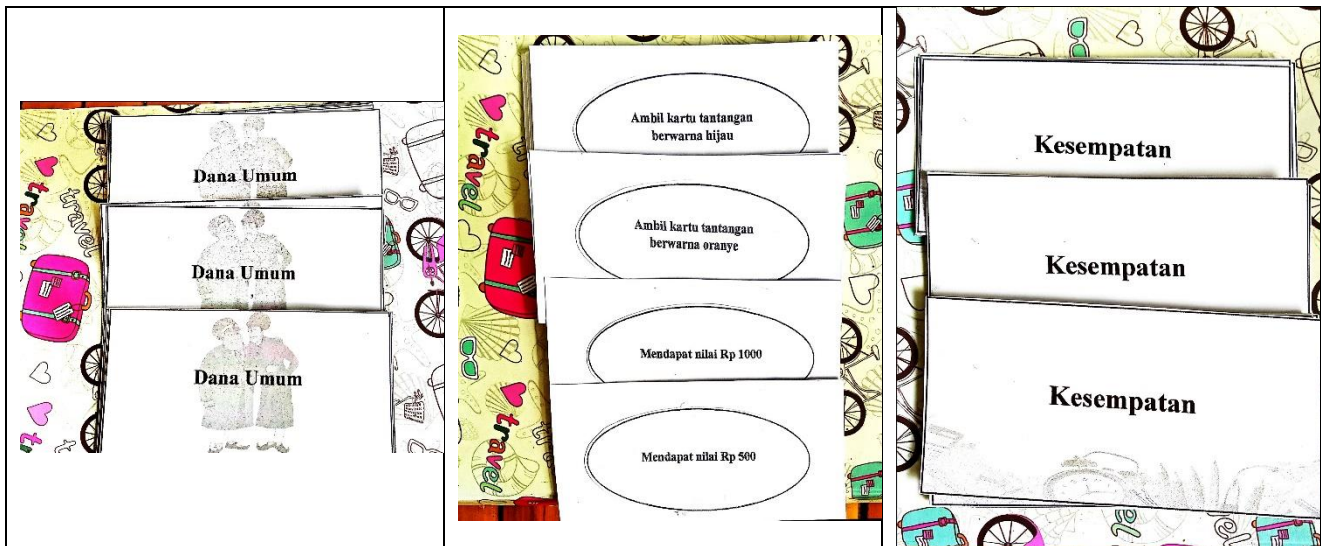 Dana Umum
Dana Umum
Dana Umum
Ambil kartu tantangan
berwarna hijau
Ambil kartu tantangan
berwarna oranye
Mendapat nilai Rp 1000
Mendapat nilai Rp 500
Kesempatan
Kesempatan
Kesempatan
travel
travel
travel
travel